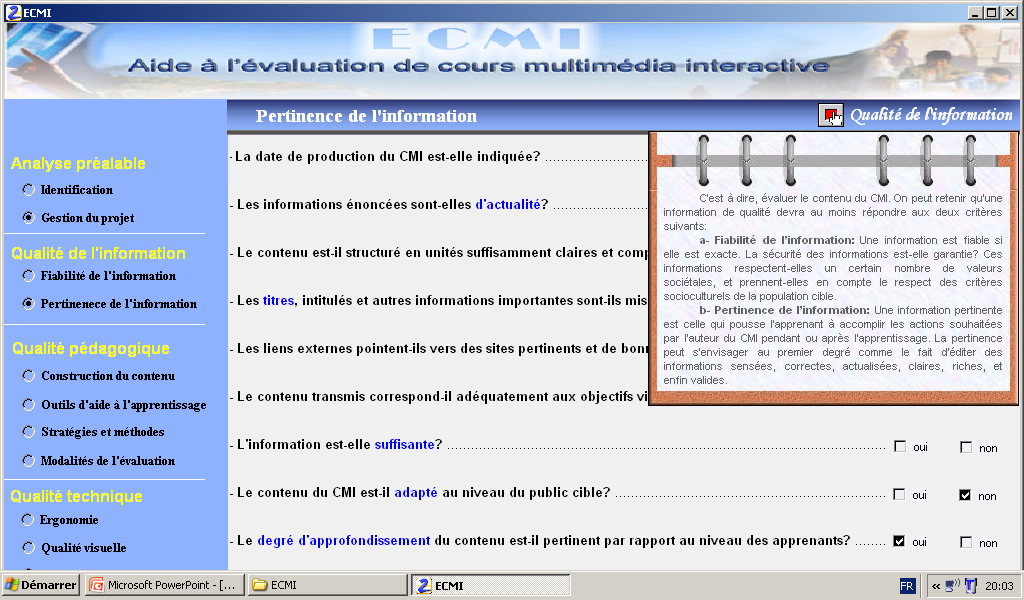 ECMI
ECMI
Aide à l'évaluation de cours multimédia interactive
Pertinence de l'information
Qualité de l'information
Analyse préalable
Identification
Gestion du projet
Qualité de l'information
Fiabilité de l'information
Pertinenece de l'information
Qualité pédagogique
Construction du contenu
Outils d'aide à l'apprentissage
Stratégies et méthodes
Modalités de l'évaluation
Qualité technique
Ergonomie
Qualité visuelle
- La date de production du CMI est-elle indiquée?
- Les informations énoncées sont-elles d'actualité?
- Le contenu est-il structuré en unités suffisamment claires et
- Les titres, intitulés et autres informations importantes sont-ils
- Les liens externes pointent-ils vers des sites pertinents et de
- Le contenu transmis correspond-il adéquatement aux objectifs
- L'information est-elle suffisante? oui non
- Le contenu du CMI est-il adapté au niveau du public cible? oui non
- Le degré d'approfondissement du contenu est-il pertinent par rapport au niveau des apprenants? oui non
C'est à dire, évaluer le contenu du CMI. On peut retenir qu'une
information de qualité devra au moins répondre aux deux critères
suivants:
a- Fiabilité de l'information: Une information est fiable si
elle est exacte. La sécurité des informations est-elle garantie? Ces
informations respectent-elles un certain nombre de valeurs
sociétales, et prennent-elles en compte le respect des critères
socioculturels de la population cible.
b- Pertinence de l'information: Une information pertinente
est celle qui pousse l'apprenant à accomplir les actions souhaitées
par l'auteur du CMI pendant ou après l'apprentissage. La pertinence
peut s'envisager au premier degré comme le fait d'éditer des
informations sensées, correctes, actualisées, claires, riches, et
enfin valides.
Démarrer
Microsoft PowerPoint - [...
ECMI
ECMI
FR
«
20:03